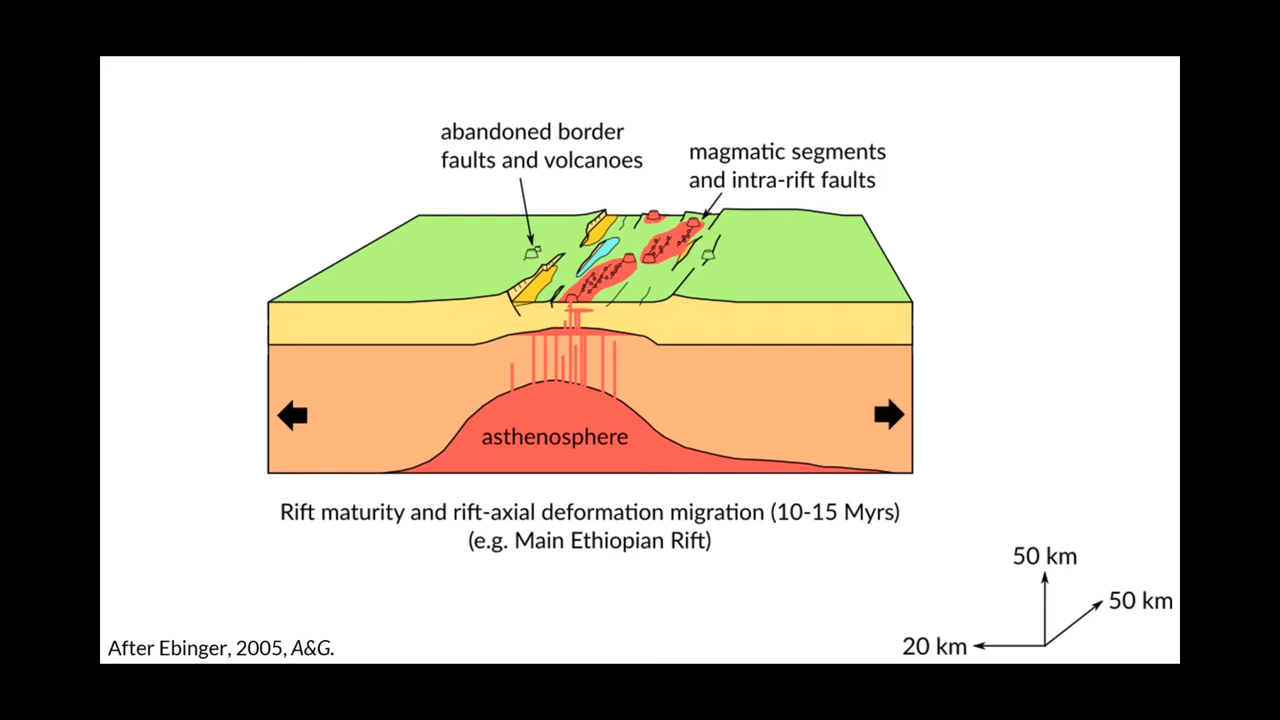 abandoned border
faults and volcanoes
magmatic segments
and intra-rift faults
asthenosphere
Rift maturity and rift-axial deformation migration (10-15 Myrs)
(e.g. Main Ethiopian Rift)
50 km
50 km
20 km
After Ebinger, 2005, A&G.